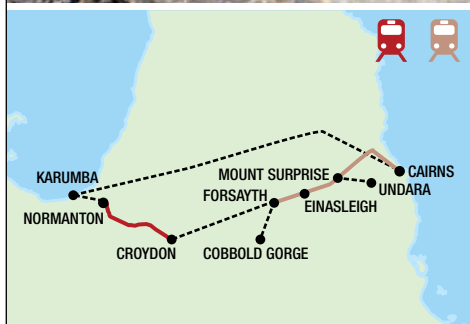 KARUMBA
NORMANTON
CROYDON
MOUNT SURPRISE
FORSAYTH
EINASLEIGH
COBBOLD GORGE
CAIRNS
UNDARA